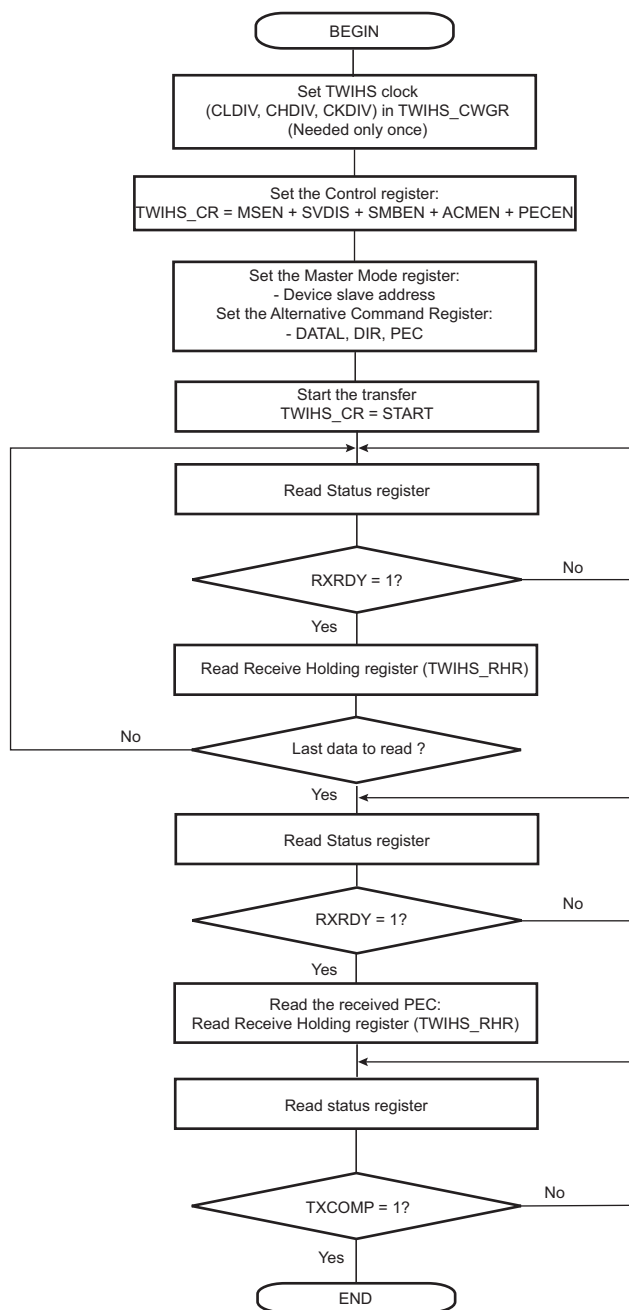 BEGIN
Set TWIHS clock
(CLDIV, CHDIV, CKDIV) in TWIHS_CWGR
(Needed only once)
Set the Control register:
TWIHS_CR = MSEN + SVDIS + SMBEN + ACMEN + PECEN
Set the Master Mode register:
- Device slave address
Set the Alternative Command Register:
- DATAL, DIR, PEC
Start the transfer
TWIHS_CR = START
Read Status register
RXRDY = 1?
No
Yes
Read Receive Holding register (TWIHS_RHR)
No
Last data to read ?
Yes
Read Status register
RXRDY = 1?
No
Yes
Read the received PEC:
Read Receive Holding register (TWIHS_RHR)
Read status register
TXCOMP = 1?
No
Yes
END